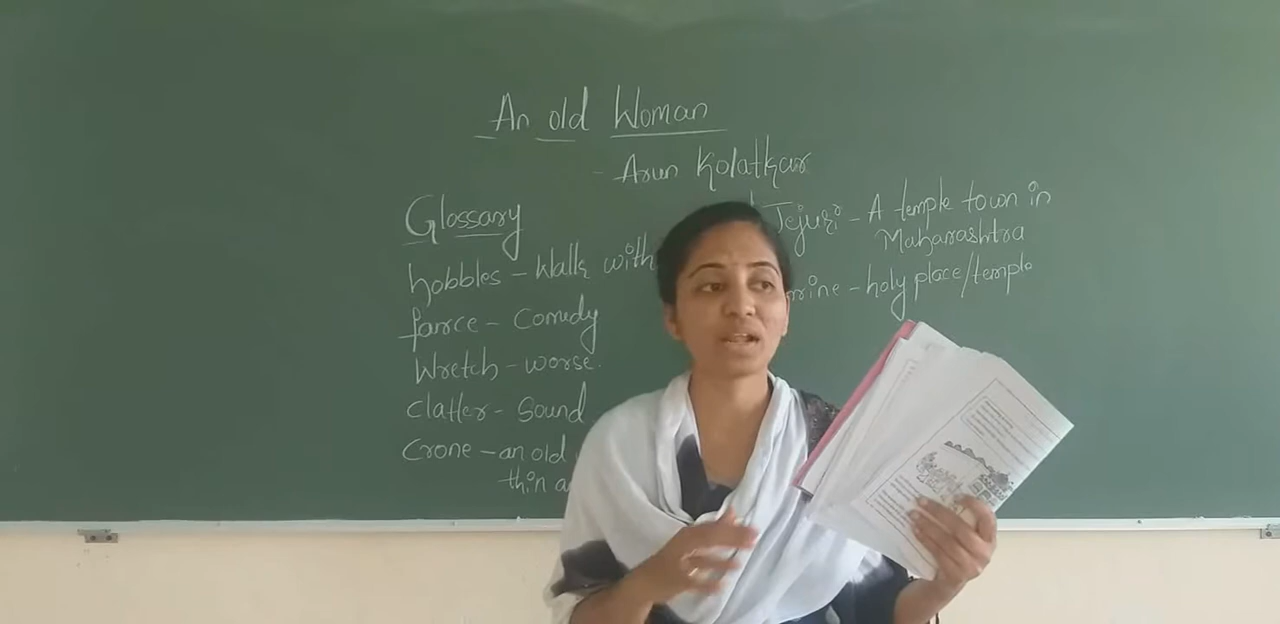 An old Woman
- Arun Kolatkar
Glossary
hobbles - Walk with
farce - Comedy
Wretch - worse.
Clatter - Sound
Crone - an old
thin a
Jejuri - A temple town in
Maharashtra
rine - holy place/temple